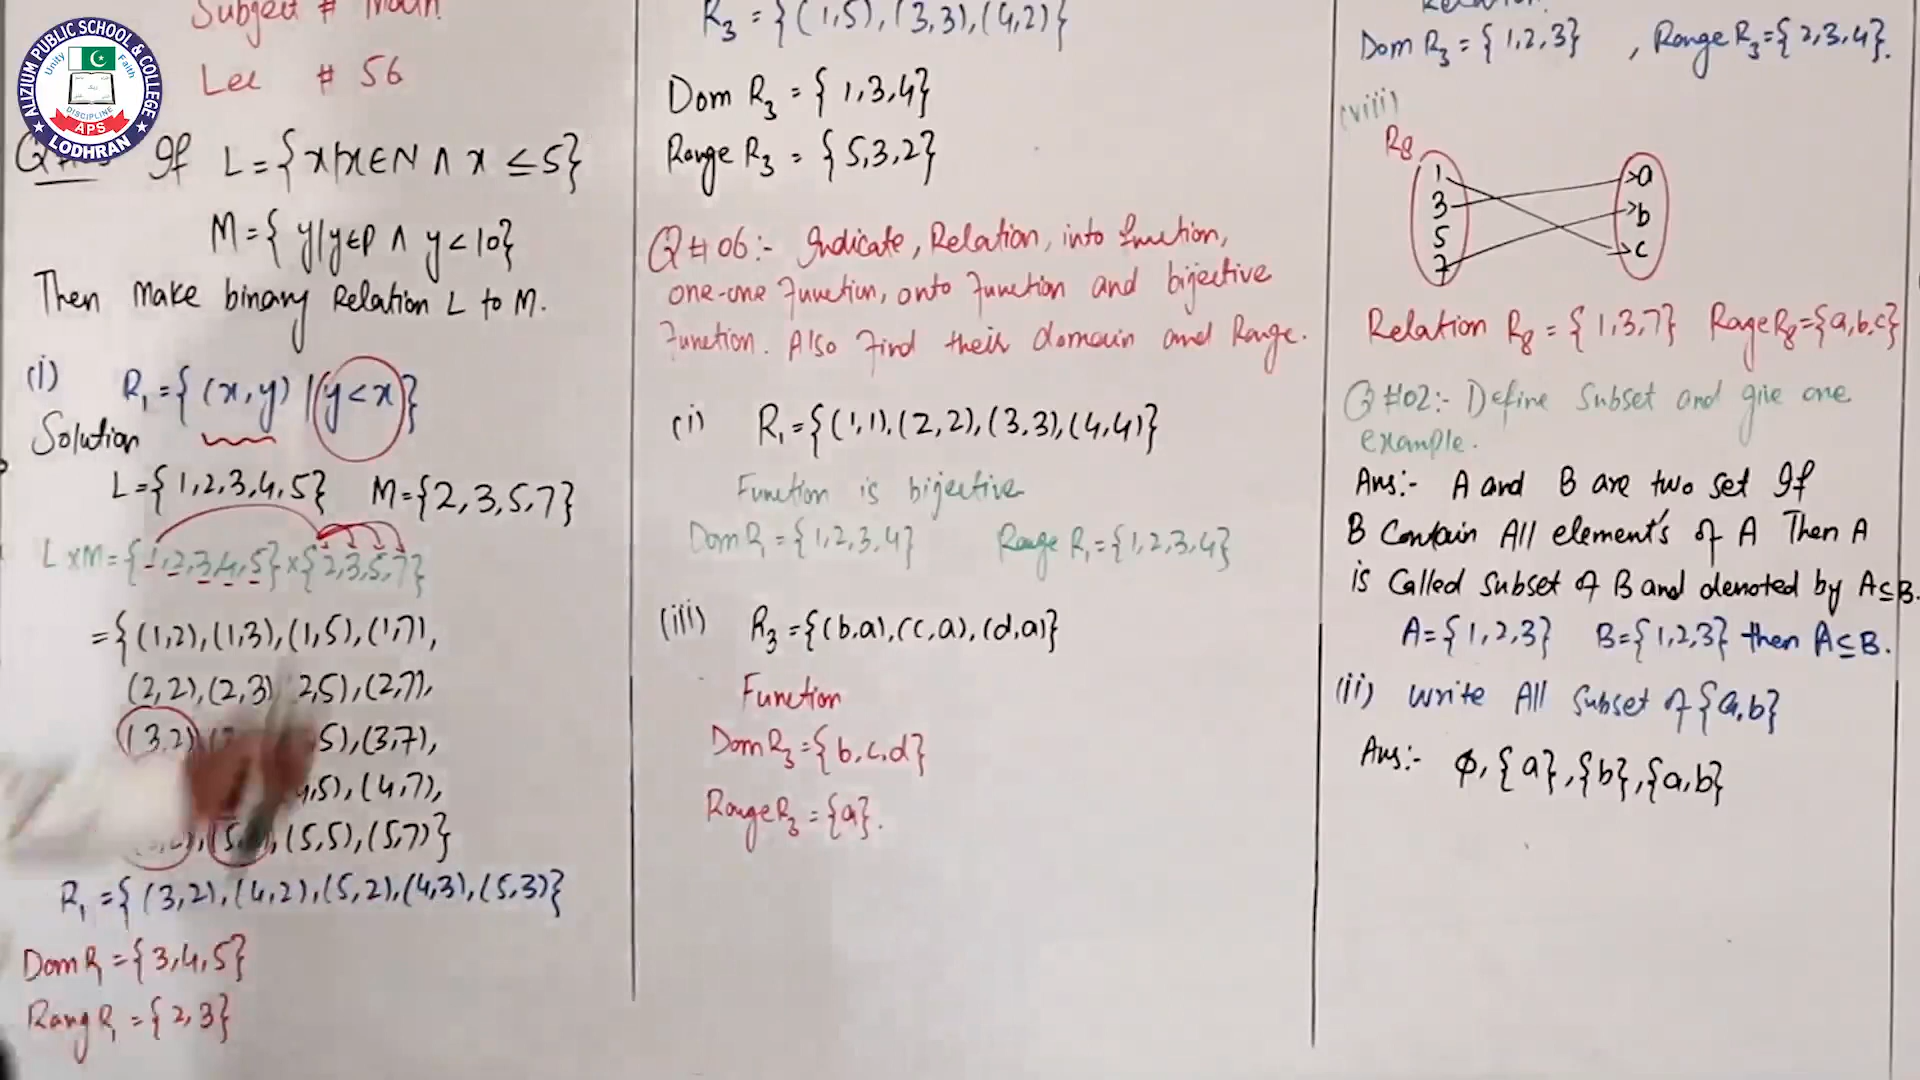 ALIZIUM PUBLIC SCHOOL & COLLEGE
LODHRAN
Unity
Faith
DISCIPLINE
APS
Subject # Math
Lec # 56
If L={x|x∈N ∧ x ≤5}
M={ y|y∈P ∧ y<10}
Then Make binary Relation L to M.
(i) R₁={ (x,y) |y<x}
Solution
L={1,2,3,4,5} M={2,3,5,7}
L×M={1,2,3,4,5}×{2,3,5,7}
={(1,2),(1,3),(1,5),(1,7),
(2,2),(2,3) 2,5),(2,7),
(3,2) 5),(3,7),
4,5),(4,7),
(5,5),(5,7)}
R₁={(3,2),(4,2),(5,2),(4,3),(5,3)}
Dom R₁={3,4,5}
Rang R₁={2,3}
R₃ = {(1,5),(3,3),(4,2)}
Dom R₃ = { 1,3,4}
Range R₃ = { 5,3,2}
Q#06:- Indicate, Relation, into function,
one-one Function, onto Function and bijective
Function. Also Find their domain and Range.
(i) R₁={(1,1),(2,2),(3,3),(4,4)}
Function is bijective
Dom R₁={1,2,3,4} Range R₁={1,2,3,4}
(iii) R₃={(b,a),(c,a),(d,a)}
Function
Dom R₃={b,c,d}
Range R₃={a}.
Relation.
Dom R₃={1,2,3} , Range R₃={2,3,4}.
(viii)
R₈
1 a
3 b
5
7 c
Relation R₈ = { 1,3,7} Rage R₈={a,b,c}
Q#02:- Define Subset and give one
example.
Ans:- A and B are two set If
B Contain All element's of A Then A
is Called Subset of B and denoted by A⊆B.
A={1,2,3} B={1,2,3} then A⊆B.
(ii) Write All Subset of {a,b}
Ans:- ϕ,{a},{b},{a,b}